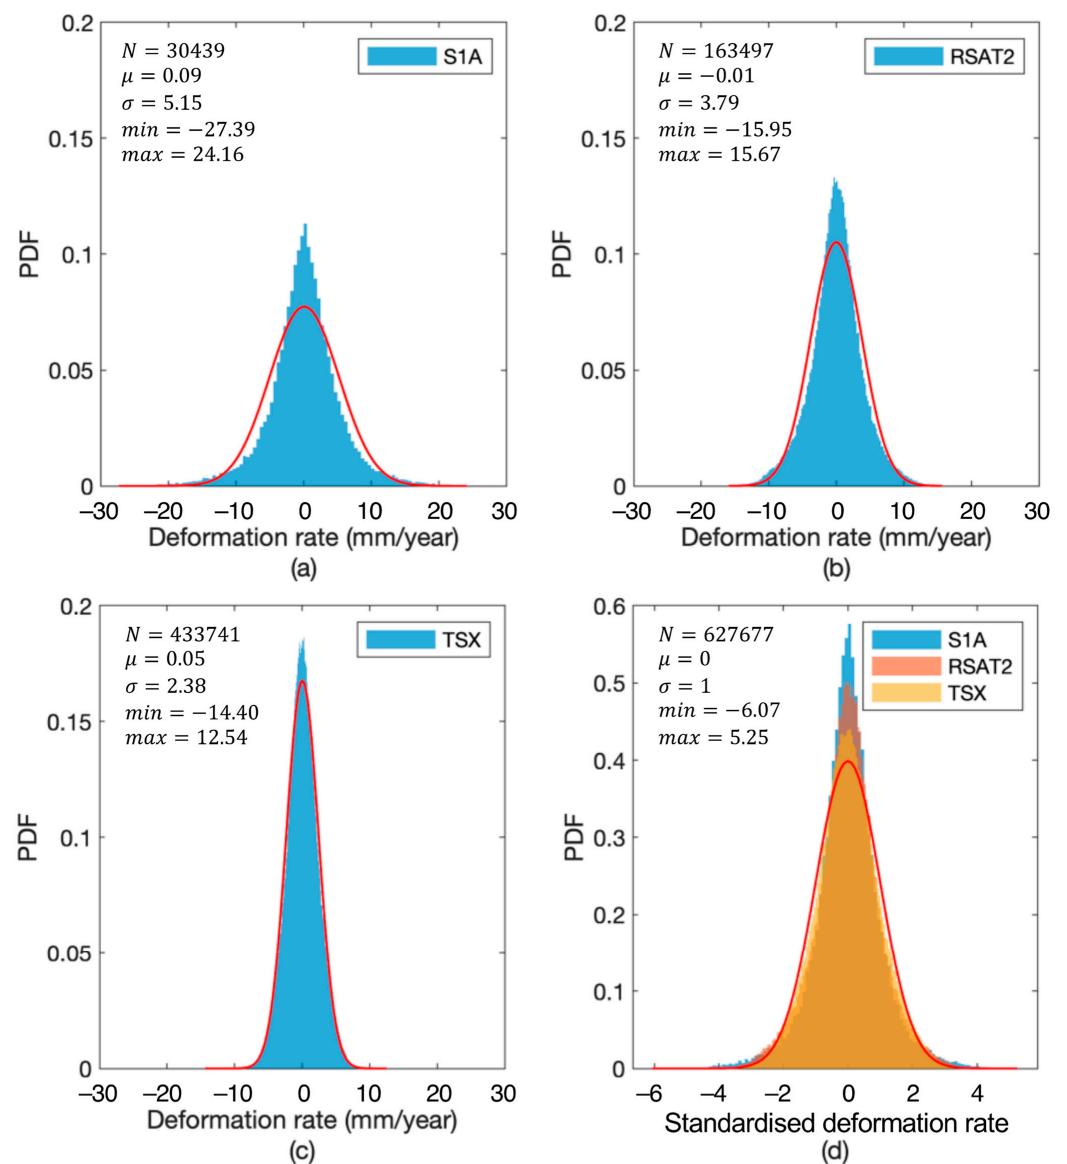 0.2
0.15
0.1
0.05
0
PDF
N = 30439
μ = 0.09
σ = 5.15
min = −27.39
max = 24.16
S1A
−30 −20 −10 0 10 20 30
Deformation rate (mm/year)
(a)
0.2
0.15
0.1
0.05
0
PDF
N = 163497
μ = −0.01
σ = 3.79
min = −15.95
max = 15.67
RSAT2
−30 −20 −10 0 10 20 30
Deformation rate (mm/year)
(b)
0.2
0.15
0.1
0.05
0
PDF
N = 433741
μ = 0.05
σ = 2.38
min = −14.40
max = 12.54
TSX
−30 −20 −10 0 10 20 30
Deformation rate (mm/year)
(c)
0.6
0.5
0.4
0.3
0.2
0.1
0
PDF
N = 627677
μ = 0
σ = 1
min = −6.07
max = 5.25
S1A
RSAT2
TSX
−6 −4 −2 0 2 4
Standardised deformation rate
(d)